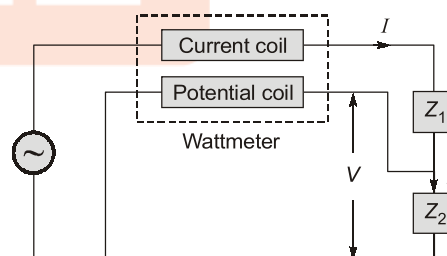 I
Current coil
Potential coil
Z1
Wattmeter
~
V
Z2